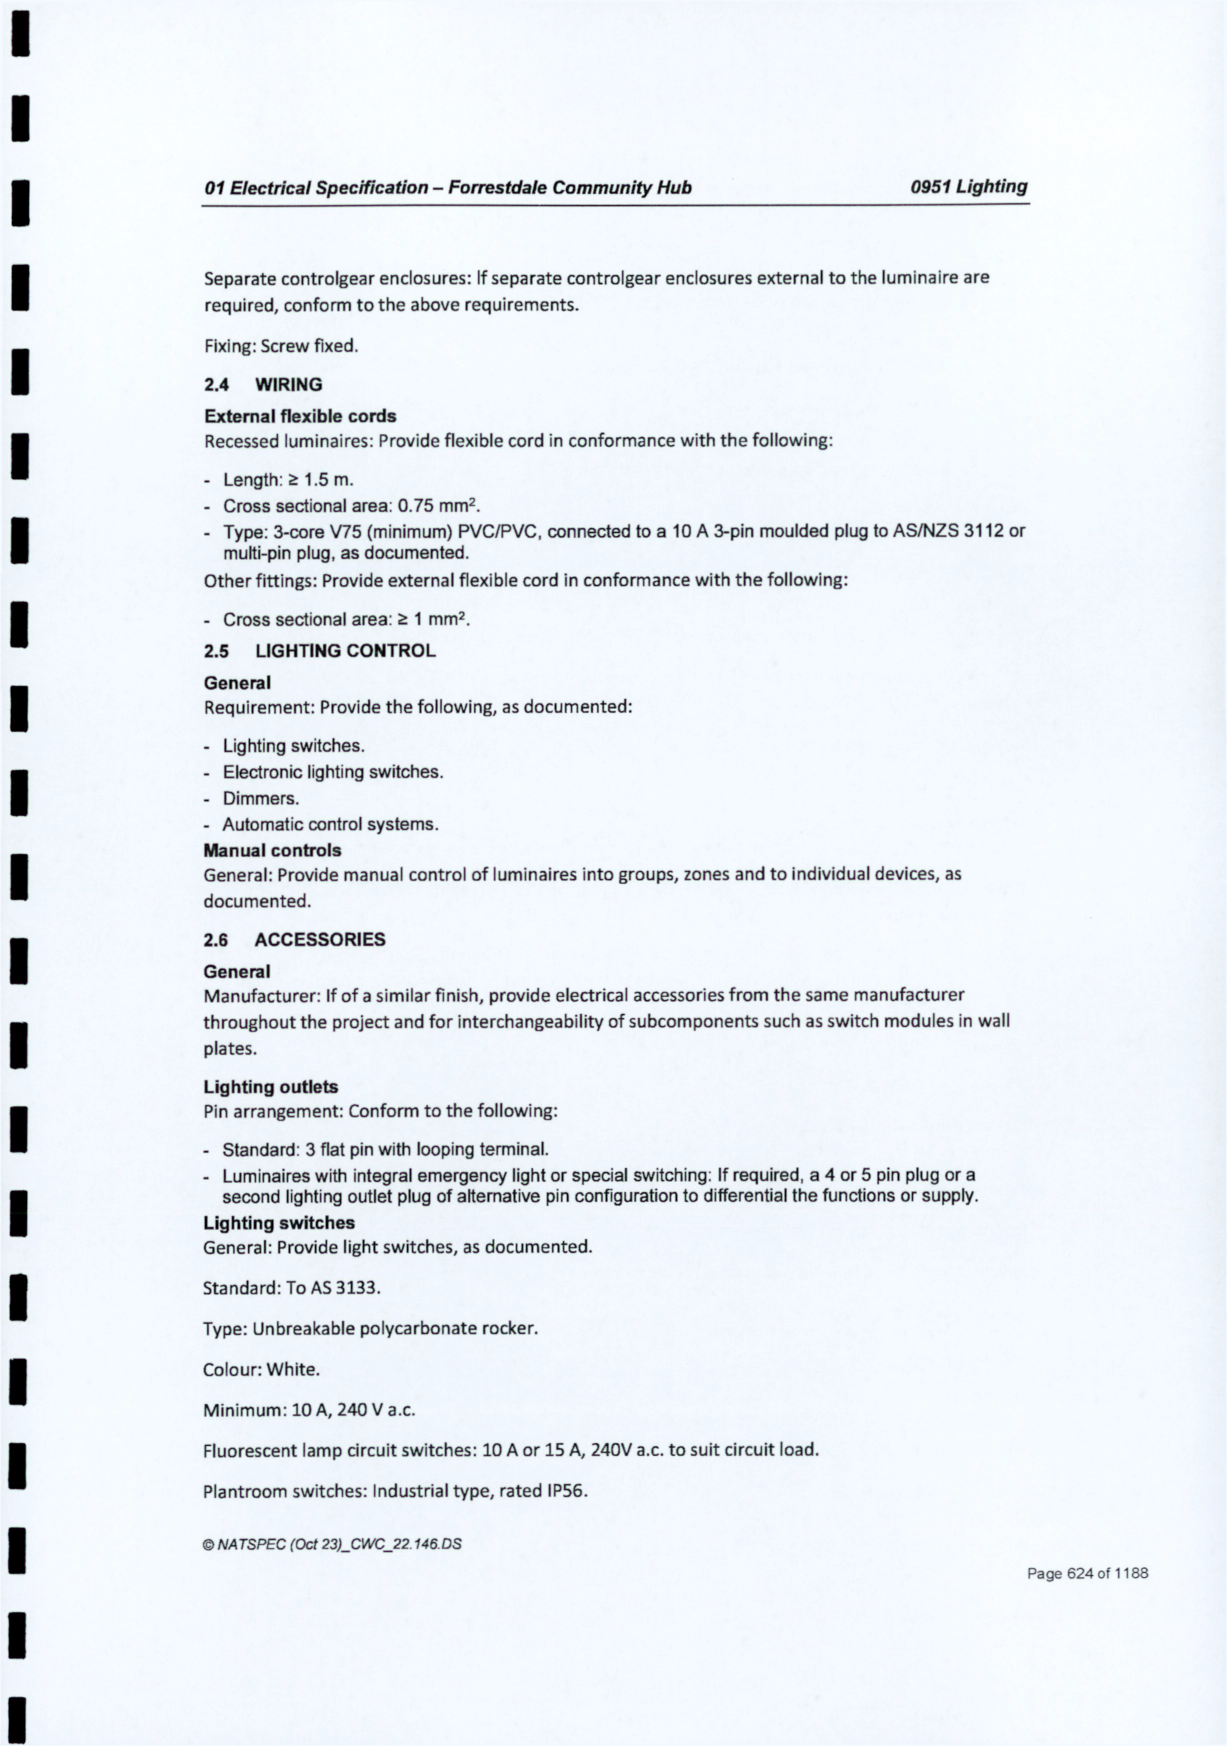 01 Electrical Specification – Forrestdale Community Hub 0951 Lighting
Separate controlgear enclosures: If separate controlgear enclosures external to the luminaire are
required, conform to the above requirements.
Fixing: Screw fixed.
2.4 WIRING
External flexible cords
Recessed luminaires: Provide flexible cord in conformance with the following:
- Length: ≥ 1.5 m.
- Cross sectional area: 0.75 mm².
- Type: 3-core V75 (minimum) PVC/PVC, connected to a 10 A 3-pin moulded plug to AS/NZS 3112 or
multi-pin plug, as documented.
Other fittings: Provide external flexible cord in conformance with the following:
- Cross sectional area: ≥ 1 mm².
2.5 LIGHTING CONTROL
General
Requirement: Provide the following, as documented:
- Lighting switches.
- Electronic lighting switches.
- Dimmers.
- Automatic control systems.
Manual controls
General: Provide manual control of luminaires into groups, zones and to individual devices, as
documented.
2.6 ACCESSORIES
General
Manufacturer: If of a similar finish, provide electrical accessories from the same manufacturer
throughout the project and for interchangeability of subcomponents such as switch modules in wall
plates.
Lighting outlets
Pin arrangement: Conform to the following:
- Standard: 3 flat pin with looping terminal.
- Luminaires with integral emergency light or special switching: If required, a 4 or 5 pin plug or a
second lighting outlet plug of alternative pin configuration to differential the functions or supply.
Lighting switches
General: Provide light switches, as documented.
Standard: To AS 3133.
Type: Unbreakable polycarbonate rocker.
Colour: White.
Minimum: 10 A, 240 V a.c.
Fluorescent lamp circuit switches: 10 A or 15 A, 240V a.c. to suit circuit load.
Plantroom switches: Industrial type, rated IP56.
© NATSPEC (Oct 23)_CWC_22.146.DS
Page 624 of 1188